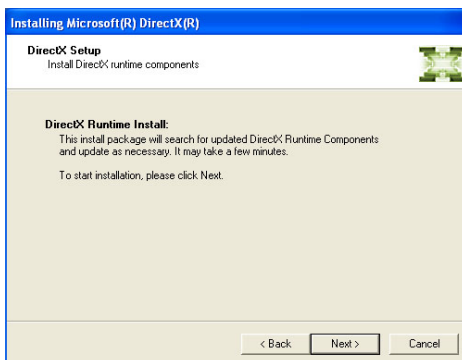 Installing Microsoft(R) DirectX(R)
DirectX Setup
Install DirectX runtime components
DirectX Runtime Install:
This install package will search for updated DirectX Runtime Components
and update as necessary. It may take a few minutes.
To start installation, please click Next.
< Back Next > Cancel